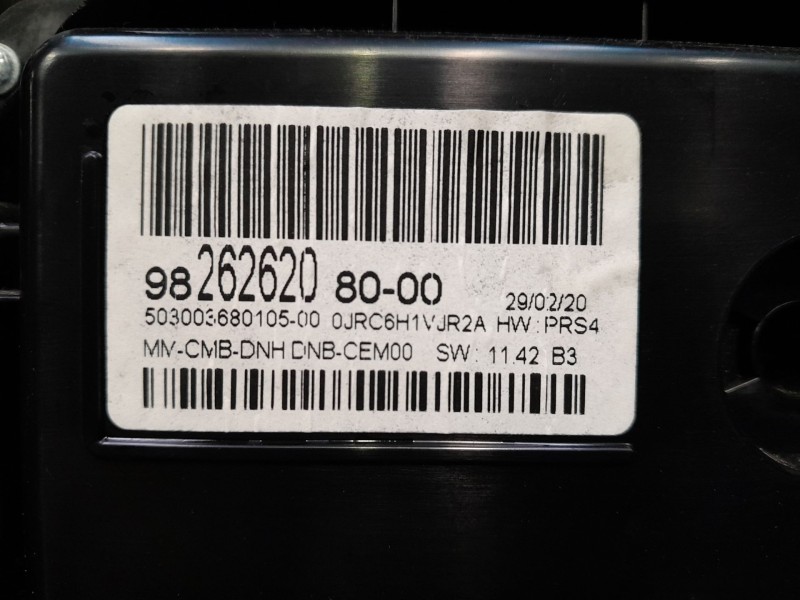 98 262620 80-00 29/02/20
503003680105-00 0JRC6H1VJR2A HW:PRS4
MM-CMB-DNH DNB-CEM00 SW: 11.42 B3